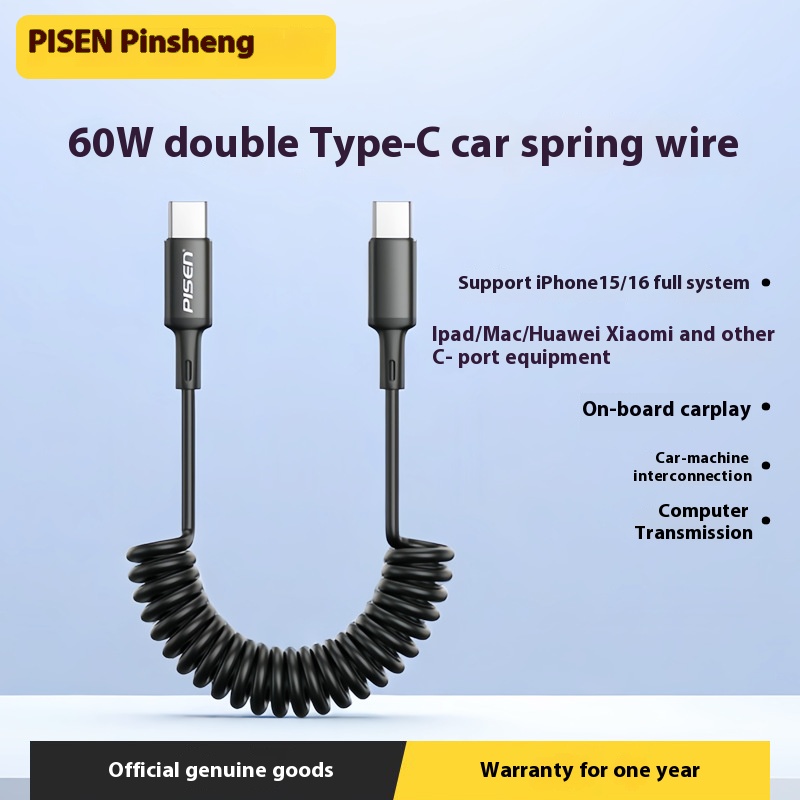 PISEN Pinsheng
60W double Type-C car spring wire
PISEN
Support iPhone15/16 full system
Ipad/Mac/Huawei Xiaomi and other
C- port equipment
On-board carplay
Car-machine
interconnection
Computer
Transmission
Official genuine goods
Warranty for one year